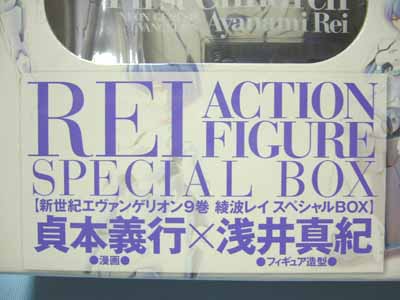 Ayanami Rei
REI ACTION
FIGURE
SPECIAL BOX
【新世紀エヴァンゲリオン9巻 綾波レイ スペシャルBOX】
貞本義行×浅井真紀
●漫画● ●フィギュア造型●